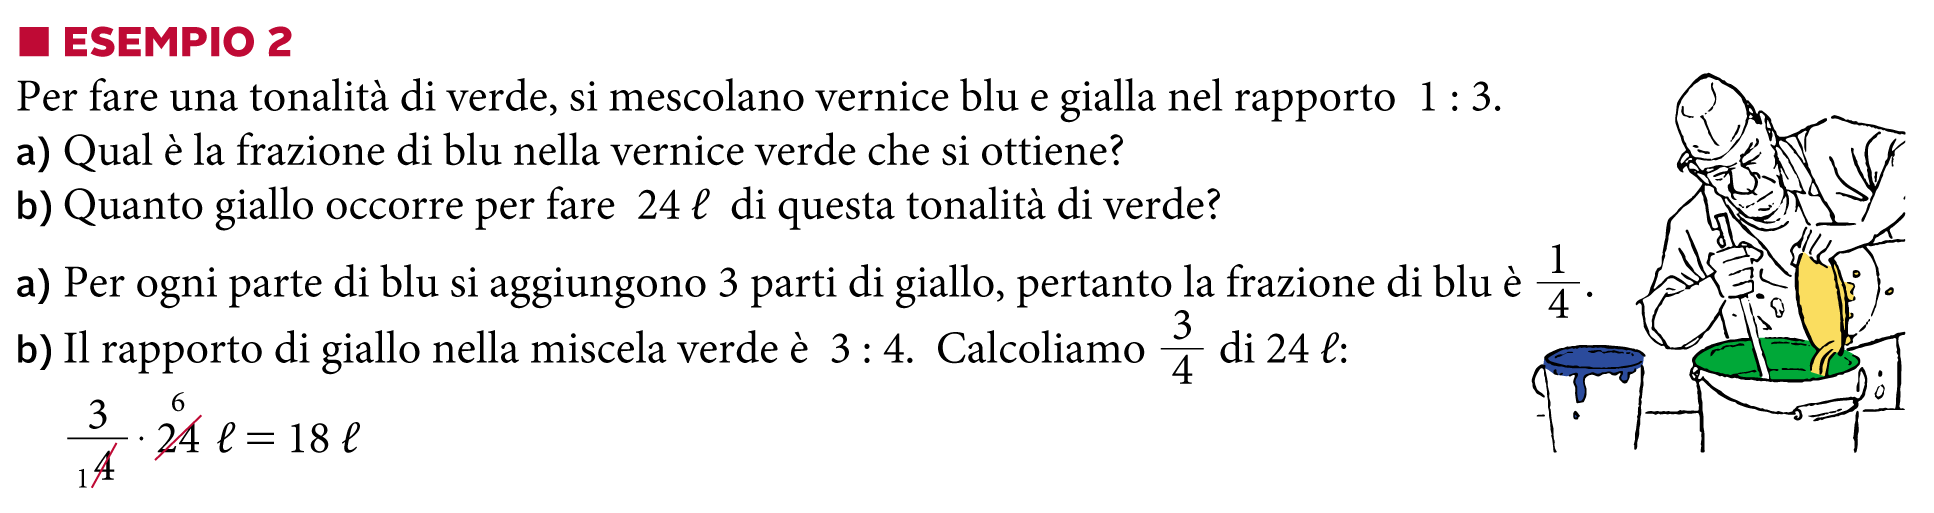 ■ ESEMPIO 2
Per fare una tonalità di verde, si mescolano vernice blu e gialla nel rapporto 1 : 3.
a) Qual è la frazione di blu nella vernice verde che si ottiene?
b) Quanto giallo occorre per fare 24 ℓ di questa tonalità di verde?
a) Per ogni parte di blu si aggiungono 3 parti di giallo, pertanto la frazione di blu è 1/4.
b) Il rapporto di giallo nella miscela verde è 3 : 4. Calcoliamo 3/4 di 24 ℓ:
3/4 1 · 24 6 ℓ = 18 ℓ